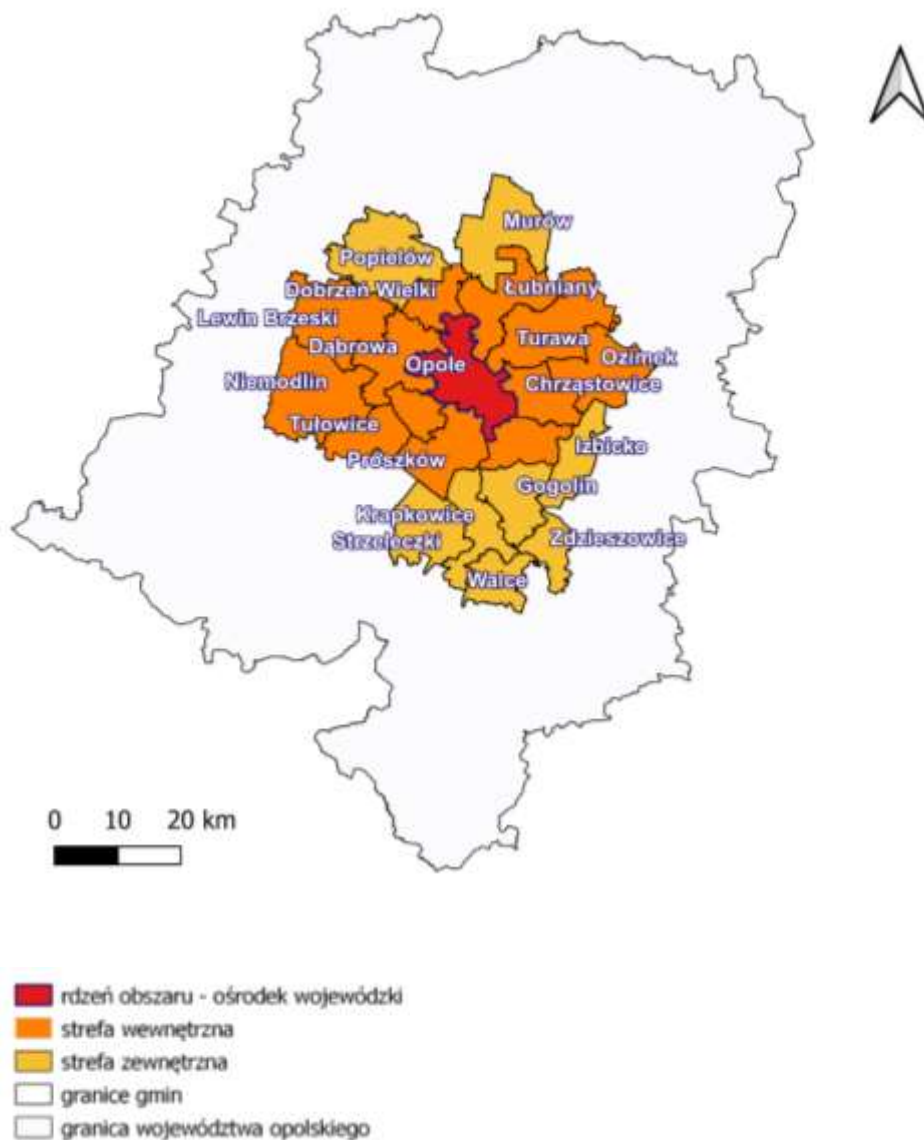 Murów
Popielów
Dobrzeń Wielki
Łubniany
Lewin Brzeski
Dąbrowa
Turawa
Ozimek
Opole
Niemodlin
Chrząstowice
Tułowice
Izbicko
Prószków
Gogolin
Krapkowice
Strzeleczki
Zdzieszowice
Walce
0 10 20 km
rdzeń obszaru - ośrodek wojewódzki
strefa wewnętrzna
strefa zewnętrzna
granice gmin
granica województwa opolskiego